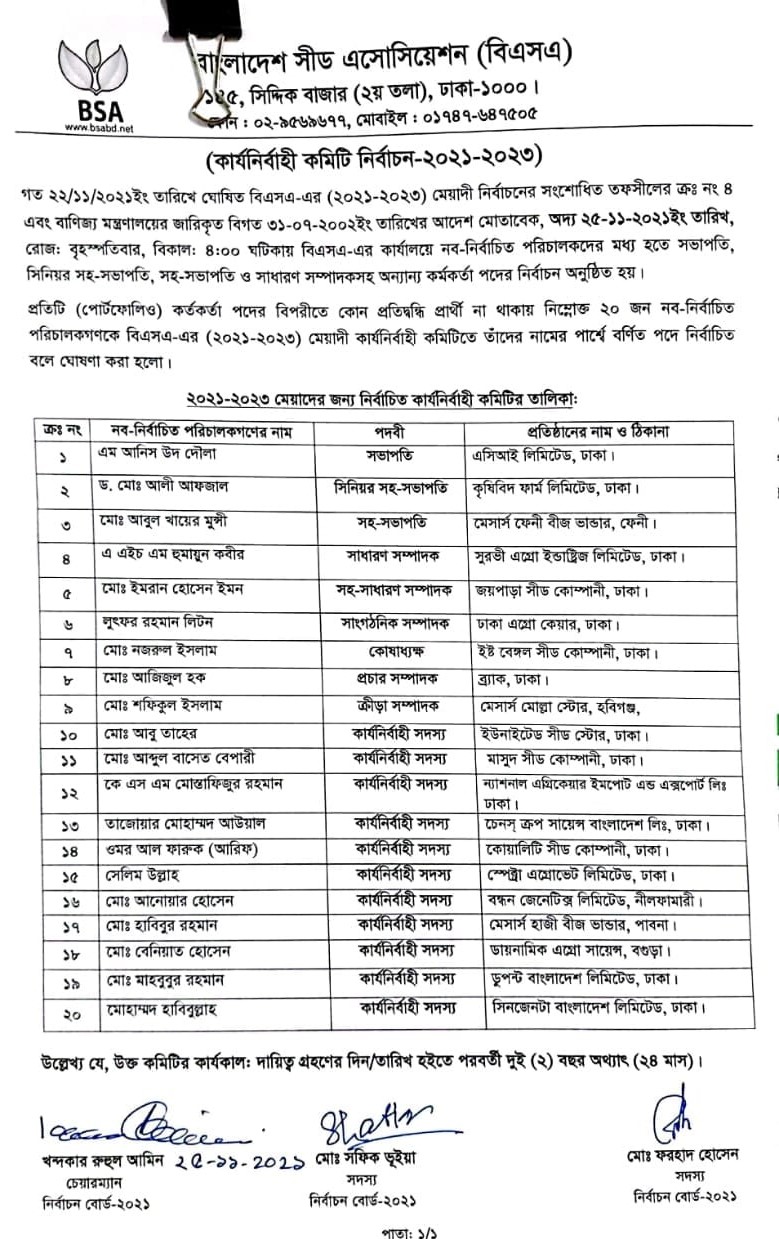 বাংলাদেশ সীড এসোসিয়েশন (বিএসএ)
১৪৫, সিদ্দিক বাজার (২য় তলা), ঢাকা-১০০০।
ফোন : ০২-৯৫৬৯৬৭৭, মোবাইল : ০১৭৪৭-৬৪৭৫০৫
BSA
www.bsabd.net
(কার্যনির্বাহী কমিটি নির্বাচন-২০২১-২০২৩)
গত ২২/১১/২০২১ইং তারিখে ঘোষিত বিএসএ-এর (২০২১-২০২৩) মেয়াদী নির্বাচনের সংশোধিত তফসীলের ক্রঃ নং ৪
এবং বাণিজ্য মন্ত্রণালয়ের জারিকৃত বিগত ৩১-০৭-২০০২ইং তারিখের আদেশ মোতাবেক, অদ্য ২৫-১১-২০২১ইং তারিখ,
রোজ: বৃহস্পতিবার, বিকাল: ৪:০০ ঘটিকায় বিএসএ-এর কার্যালয়ে নব-নির্বাচিত পরিচালকদের মধ্য হতে সভাপতি,
সিনিয়র সহ-সভাপতি, সহ-সভাপতি ও সাধারণ সম্পাদকসহ অন্যান্য কর্মকর্তা পদের নির্বাচন অনুষ্ঠিত হয়।
প্রতিটি (পোর্টফোলিও) কর্তকর্তা পদের বিপরীতে কোন প্রতিদ্বন্ধি প্রার্থী না থাকায় নিম্নোক্ত ২০ জন নব-নির্বাচিত
পরিচালকগণকে বিএসএ-এর (২০২১-২০২৩) মেয়াদী কার্যনির্বাহী কমিটিতে তাঁদের নামের পার্শ্বে বর্ণিত পদে নির্বাচিত
বলে ঘোষণা করা হলো।
২০২১-২০২৩ মেয়াদের জন্য নির্বাচিত কার্যনির্বাহী কমিটির তালিকা:
ক্রঃ নং নব-নির্বাচিত পরিচালকগণের নাম পদবী প্রতিষ্ঠানের নাম ও ঠিকানা
১ এম আনিস উদ দৌলা সভাপতি এসিআই লিমিটেড, ঢাকা।
২ ড. মোঃ আলী আফজাল সিনিয়র সহ-সভাপতি কৃষিবিদ ফার্ম লিমিটেড, ঢাকা।
৩ মোঃ আবুল খায়ের মুন্সী সহ-সভাপতি মেসার্স ফেনী বীজ ভান্ডার, ফেনী।
৪ এ এইচ এম হুমায়ুন কবীর সাধারণ সম্পাদক সুরভী এগ্রো ইন্ডাষ্ট্রিজ লিমিটেড, ঢাকা।
৫ মোঃ ইমরান হোসেন ইমন সহ-সাধারণ সম্পাদক জয়পাড়া সীড কোম্পানী, ঢাকা।
৬ লুৎফর রহমান লিটন সাংগঠনিক সম্পাদক ঢাকা এগ্রো কেয়ার, ঢাকা।
৭ মোঃ নজরুল ইসলাম কোষাধ্যক্ষ ইষ্ট বেঙ্গল সীড কোম্পানী, ঢাকা।
৮ মোঃ আজিজুল হক প্রচার সম্পাদক ব্র্যাক, ঢাকা।
৯ মোঃ শফিকুল ইসলাম ক্রীড়া সম্পাদক মেসার্স মোল্লা স্টোর, হবিগঞ্জ,
১০ মোঃ আবু তাহের কার্যনির্বাহী সদস্য ইউনাইটেড সীড স্টোর, ঢাকা।
১১ মোঃ আব্দুল বাসেত বেপারী কার্যনির্বাহী সদস্য মাসুদ সীড কোম্পানী, ঢাকা।
১২ কে এস এম মোস্তাফিজুর রহমান কার্যনির্বাহী সদস্য ন্যাশনাল এগ্রিকেয়ার ইমপোর্ট এন্ড এক্সপোর্ট লিঃ
ঢাকা।
১৩ তাজোয়ার মোহাম্মদ আউয়াল কার্যনির্বাহী সদস্য চেনস্ ক্রপ সায়েন্স বাংলাদেশ লিঃ, ঢাকা।
১৪ ওমর আল ফারুক (আরিফ) কার্যনির্বাহী সদস্য কোয়ালিটি সীড কোম্পানী, ঢাকা।
১৫ সেলিম উল্লাহ কার্যনির্বাহী সদস্য স্পেক্ট্রা এগ্রোভেট লিমিটেড, ঢাকা।
১৬ মোঃ আনোয়ার হোসেন কার্যনির্বাহী সদস্য বন্ধন জেনেটিক্স লিমিটেড, নীলফামারী।
১৭ মোঃ হাবিবুর রহমান কার্যনির্বাহী সদস্য মেসার্স হাজী বীজ ভান্ডার, পাবনা।
১৮ মোঃ বেনিয়াত হোসেন কার্যনির্বাহী সদস্য ডায়নামিক এগ্রো সায়েন্স, বগুড়া।
১৯ মোঃ মাহবুবুর রহমান কার্যনির্বাহী সদস্য ডুপন্ট বাংলাদেশ লিমিটেড, ঢাকা।
২০ মোহাম্মদ হাবিবুল্লাহ কার্যনির্বাহী সদস্য সিনজেনটা বাংলাদেশ লিমিটেড, ঢাকা।
উল্লেখ্য যে, উক্ত কমিটির কার্যকাল: দায়িত্ব গ্রহণের দিন/তারিখ হইতে পরবর্তী দুই (২) বছর অর্থ্যাৎ (২৪ মাস)।
খন্দকার রুহুল আমিন ২৫-১১-২০২১ মোঃ সফিক ভূইয়া মোঃ ফরহাদ হোসেন
চেয়ারম্যান সদস্য সদস্য
নির্বাচন বোর্ড-২০২১ নির্বাচন বোর্ড-২০২১ নির্বাচন বোর্ড-২০২১
পাতা: ১/১